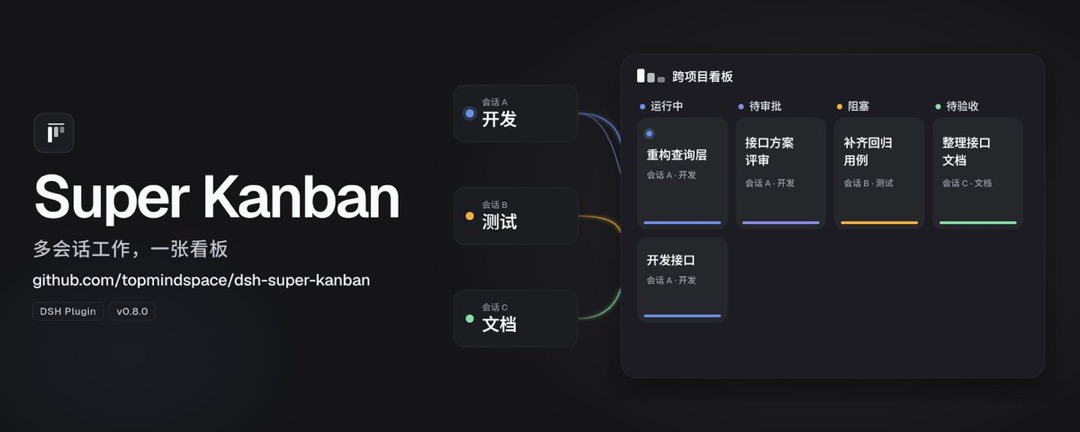 Super Kanban
多会话工作，一张看板
github.com/topmindspace/dsh-super-kanban
DSH Plugin
v0.8.0
会话 A
开发
会话 B
测试
会话 C
文档
跨项目看板
运行中
重构查询层
会话 A · 开发
开发接口
会话 A · 开发
待审批
接口方案
评审
会话 A · 开发
阻塞
补齐回归
用例
会话 B · 测试
待验收
整理接口
文档
会话 C · 文档